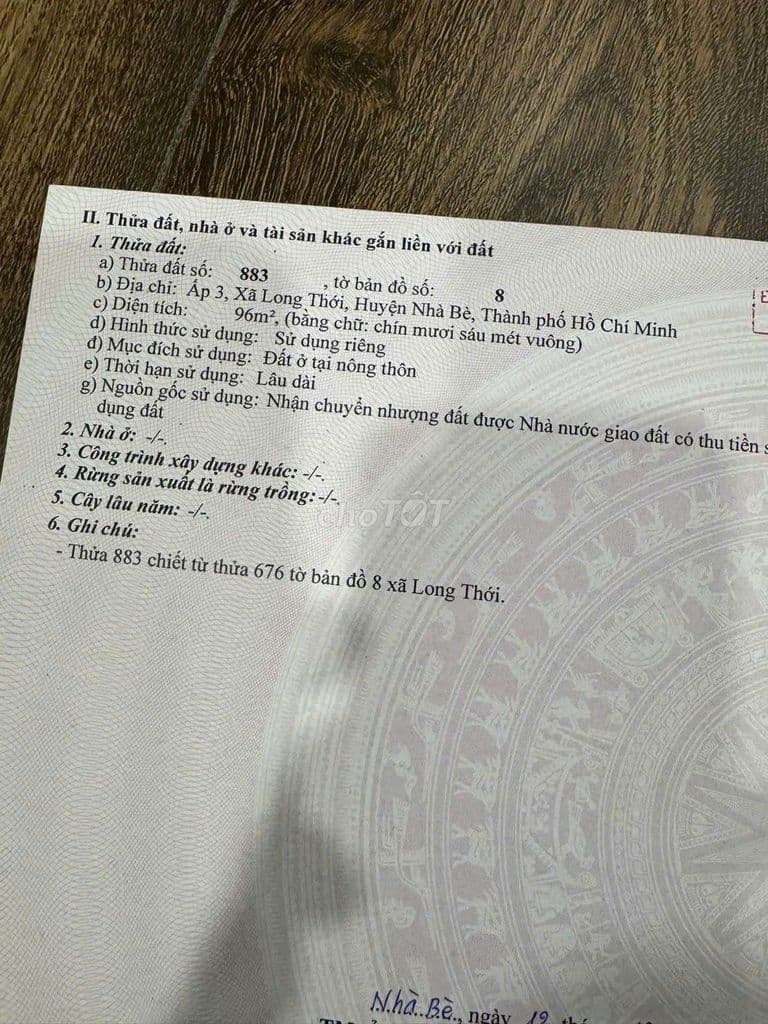 II. Thửa đất, nhà ở và tài sản khác gắn liền với đất
1. Thửa đất:
a) Thửa đất số: 883 , tờ bản đồ số: 8
b) Địa chỉ: Ấp 3, Xã Long Thới, Huyện Nhà Bè, Thành phố Hồ Chí Minh
c) Diện tích: 96m², (bằng chữ: chín mươi sáu mét vuông)
d) Hình thức sử dụng: Sử dụng riêng
đ) Mục đích sử dụng: Đất ở tại nông thôn
e) Thời hạn sử dụng: Lâu dài
g) Nguồn gốc sử dụng: Nhận chuyển nhượng đất được Nhà nước giao đất có thu tiền s
dụng đất
2. Nhà ở: -/-.
3. Công trình xây dựng khác: -/-.
4. Rừng sản xuất là rừng trồng: -/-.
5. Cây lâu năm: -/-.
6. Ghi chú:
- Thửa 883 chiết từ thửa 676 tờ bản đồ 8 xã Long Thới.
chợTỐT
Nhà Bè, ngày 19